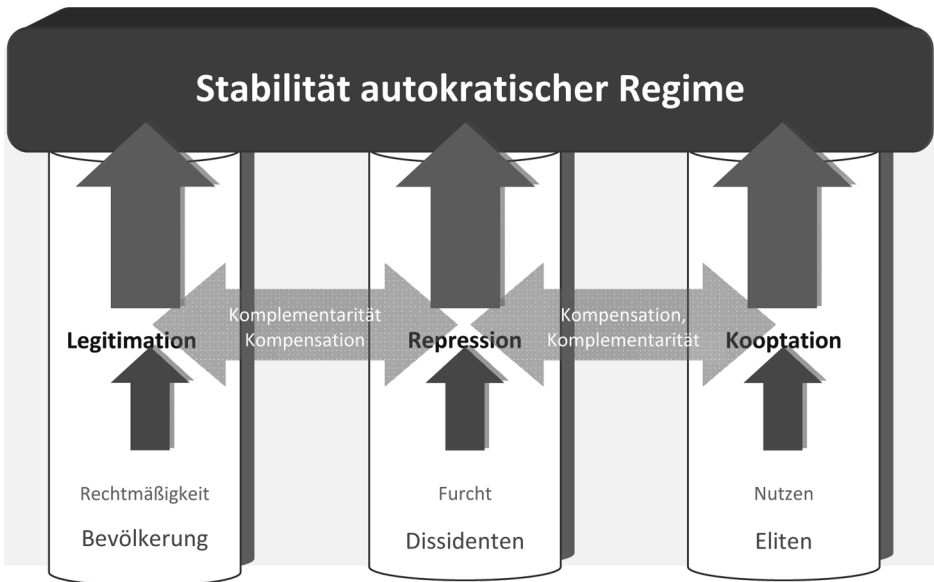 Stabilität autokratischer Regime
Komplementarität
Kompensation
Kompensation,
Komplementarität
Legitimation
Repression
Kooptation
Rechtmäßigkeit
Furcht
Nutzen
Bevölkerung
Dissidenten
Eliten